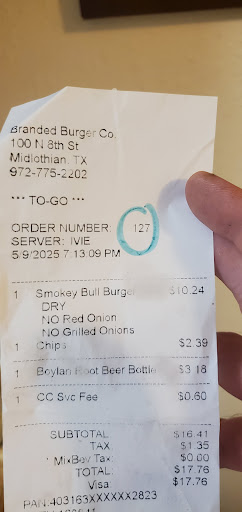 Branded Burger Co.
100 N 8th St
Midlothian, TX
972-775-2202
*** TO-GO ***
ORDER NUMBER: 127
SERVER: IVIE
5/9/2025 7:13:09 PM
1 Smokey Bull Burger $10.24
DRY
NO Red Onion
NO Grilled Onions
1 Chips $2.39
1 Boylan Root Beer Bottle $3.18
1 CC Svc Fee $0.60
SUBTOTAL: $16.41
TAX: $1.35
MixBev Tax: $0.00
TOTAL: $17.76
Visa $17.76
PAN:403163XXXXXX2823